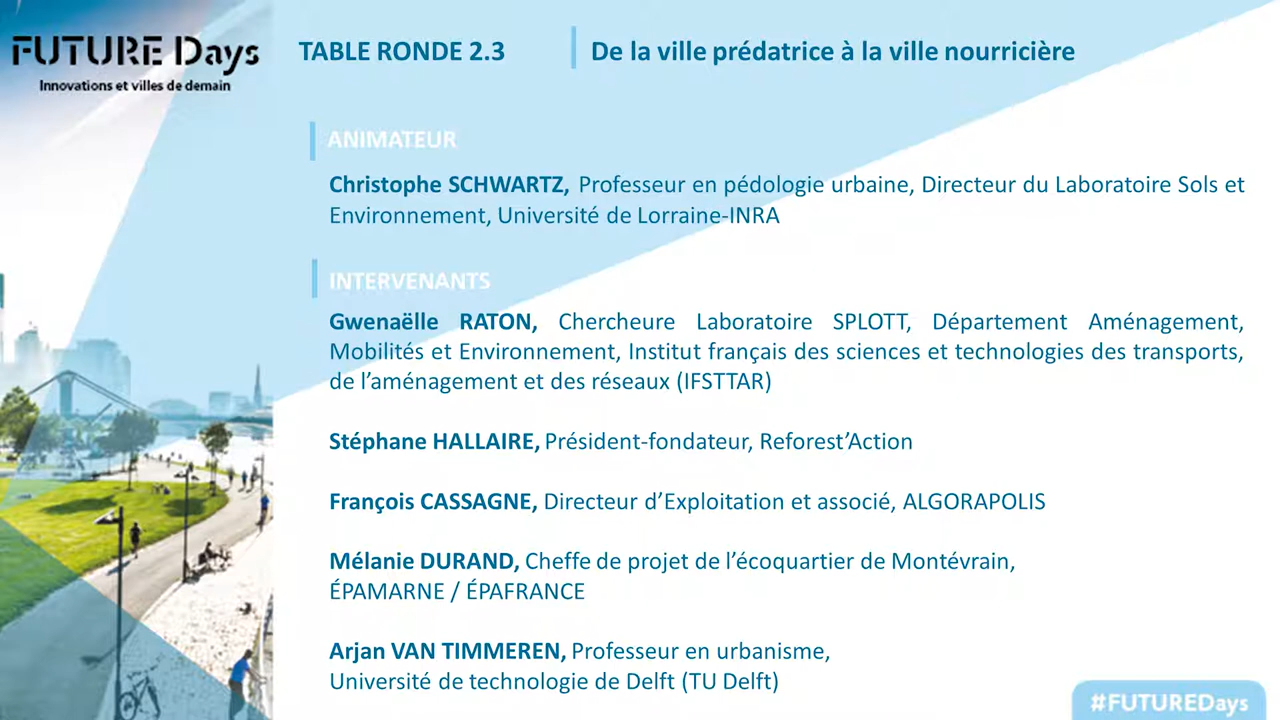 FUTURE Days
Innovations et villes de demain
TABLE RONDE 2.3
De la ville prédatrice à la ville nourricière
ANIMATEUR
Christophe SCHWARTZ, Professeur en pédologie urbaine, Directeur du Laboratoire Sols et
Environnement, Université de Lorraine-INRA
INTERVENANTS
Gwenaëlle RATON, Chercheure Laboratoire SPLOTT, Département Aménagement,
Mobilités et Environnement, Institut français des sciences et technologies des transports,
de l'aménagement et des réseaux (IFSTTAR)
Stéphane HALLAIRE, Président-fondateur, Reforest'Action
François CASSAGNE, Directeur d'Exploitation et associé, ALGORAPOLIS
Mélanie DURAND, Cheffe de projet de l'écoquartier de Montévrain,
ÉPAMARNE / ÉPAFRANCE
Arjan VAN TIMMEREN, Professeur en urbanisme,
Université de technologie de Delft (TU Delft)
#FUTUREDays